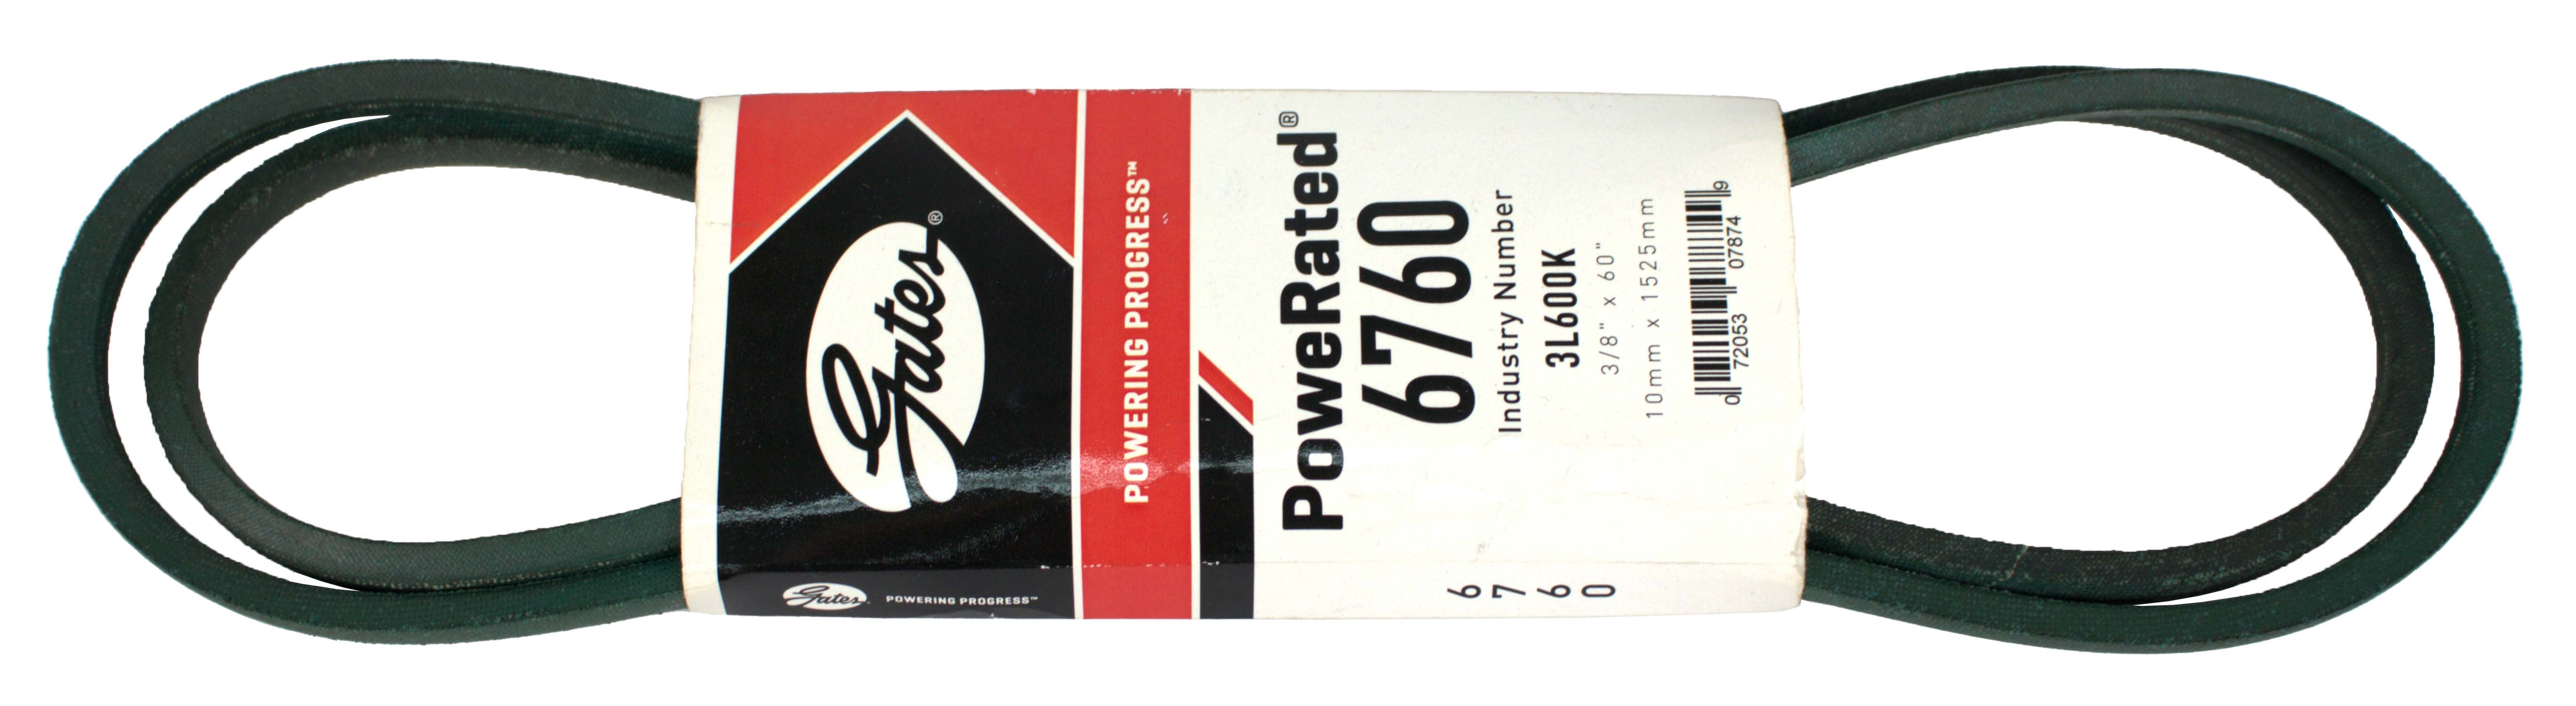 Gates®
POWERING PROGRESS™
PoweRated®
6760
Industry Number
3L600K
3/8" x 60"
10mm x 1525mm
0 72053 07874 9
Gates POWERING PROGRESS™
6
7
6
0